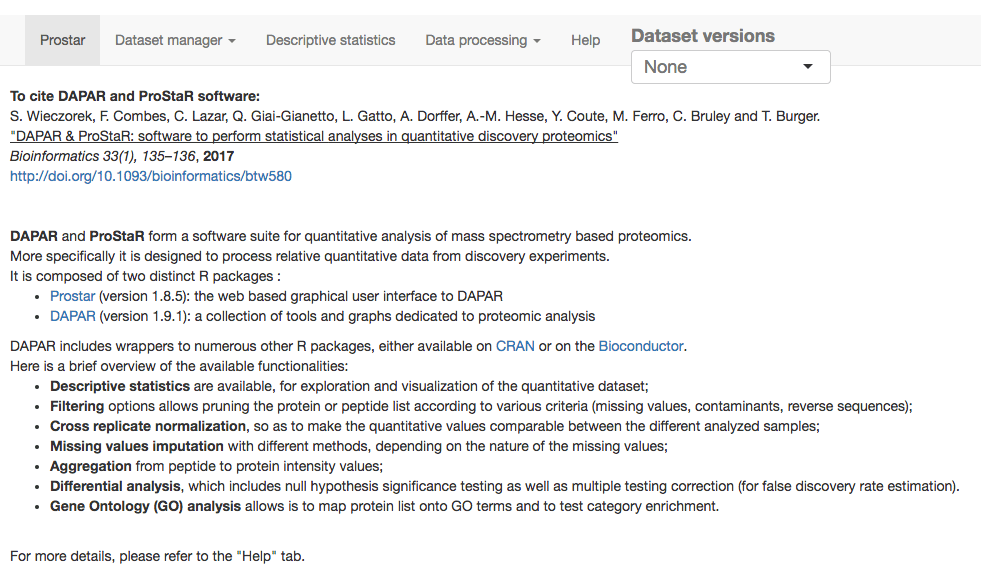 Prostar Dataset manager Descriptive statistics Data processing Help Dataset versions
None
To cite DAPAR and ProStaR software:
S. Wieczorek, F. Combes, C. Lazar, Q. Giai-Gianetto, L. Gatto, A. Dorffer, A.-M. Hesse, Y. Coute, M. Ferro, C. Bruley and T. Burger.
"DAPAR & ProStaR: software to perform statistical analyses in quantitative discovery proteomics"
Bioinformatics 33(1), 135–136, 2017
http://doi.org/10.1093/bioinformatics/btw580
DAPAR and ProStaR form a software suite for quantitative analysis of mass spectrometry based proteomics.
More specifically it is designed to process relative quantitative data from discovery experiments.
It is composed of two distinct R packages :
• Prostar (version 1.8.5): the web based graphical user interface to DAPAR
• DAPAR (version 1.9.1): a collection of tools and graphs dedicated to proteomic analysis
DAPAR includes wrappers to numerous other R packages, either available on CRAN or on the Bioconductor.
Here is a brief overview of the available functionalities:
• Descriptive statistics are available, for exploration and visualization of the quantitative dataset;
• Filtering options allows pruning the protein or peptide list according to various criteria (missing values, contaminants, reverse sequences);
• Cross replicate normalization, so as to make the quantitative values comparable between the different analyzed samples;
• Missing values imputation with different methods, depending on the nature of the missing values;
• Aggregation from peptide to protein intensity values;
• Differential analysis, which includes null hypothesis significance testing as well as multiple testing correction (for false discovery rate estimation).
• Gene Ontology (GO) analysis allows is to map protein list onto GO terms and to test category enrichment.
For more details, please refer to the "Help" tab.